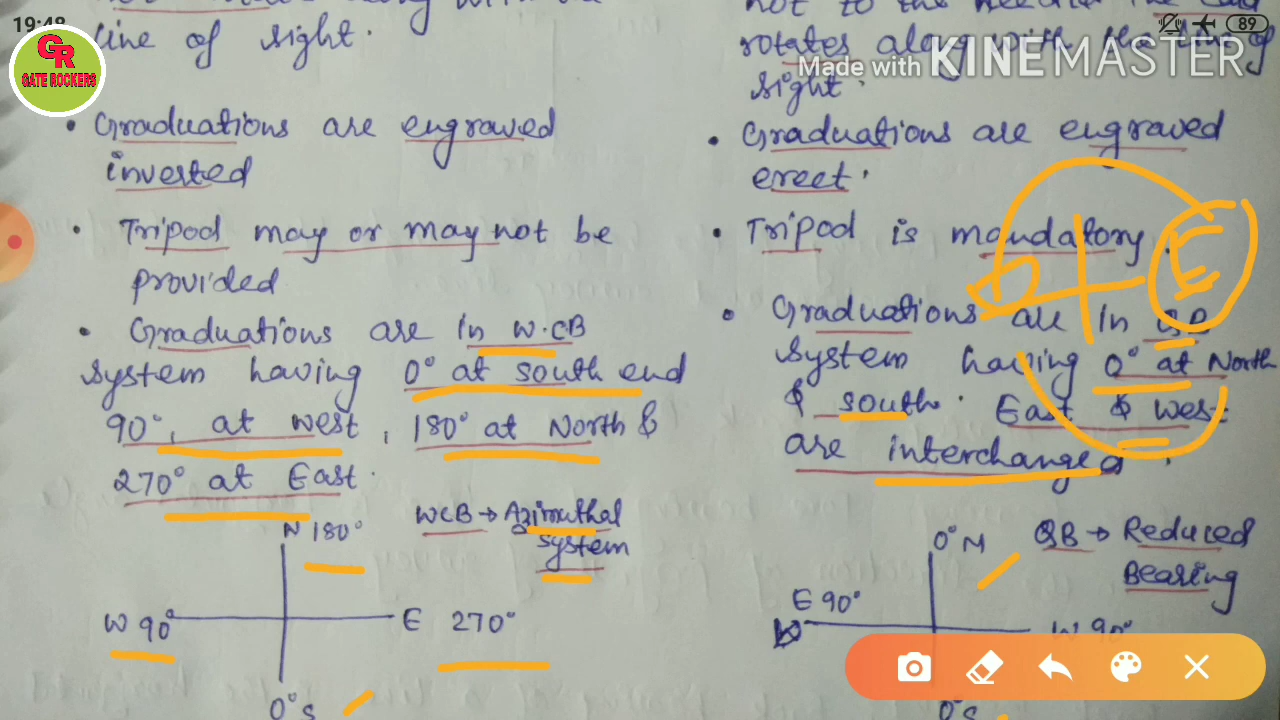 19:48
89
GR
GATE ROCKERS
Made with KINEMASTER
line of sight.
• Graduations are engraved
inverted
• Tripod may or may not be
provided
• Graduations are in W.CB
system having 0° at south end
90°, at west, 180° at North &
270° at East.
N 180°
WCB → Azimuthal
system
W 90°
E 270°
0° S
rotates along with the line of
sight.
• Graduations are engraved
erect.
• Tripod is mandatory.
E
• Graduations are in QB
system having 0° at North
& south. East & West
are interchanged.
0° N
QB → Reduced
Bearing
E 90°
W
W 90°
0° S